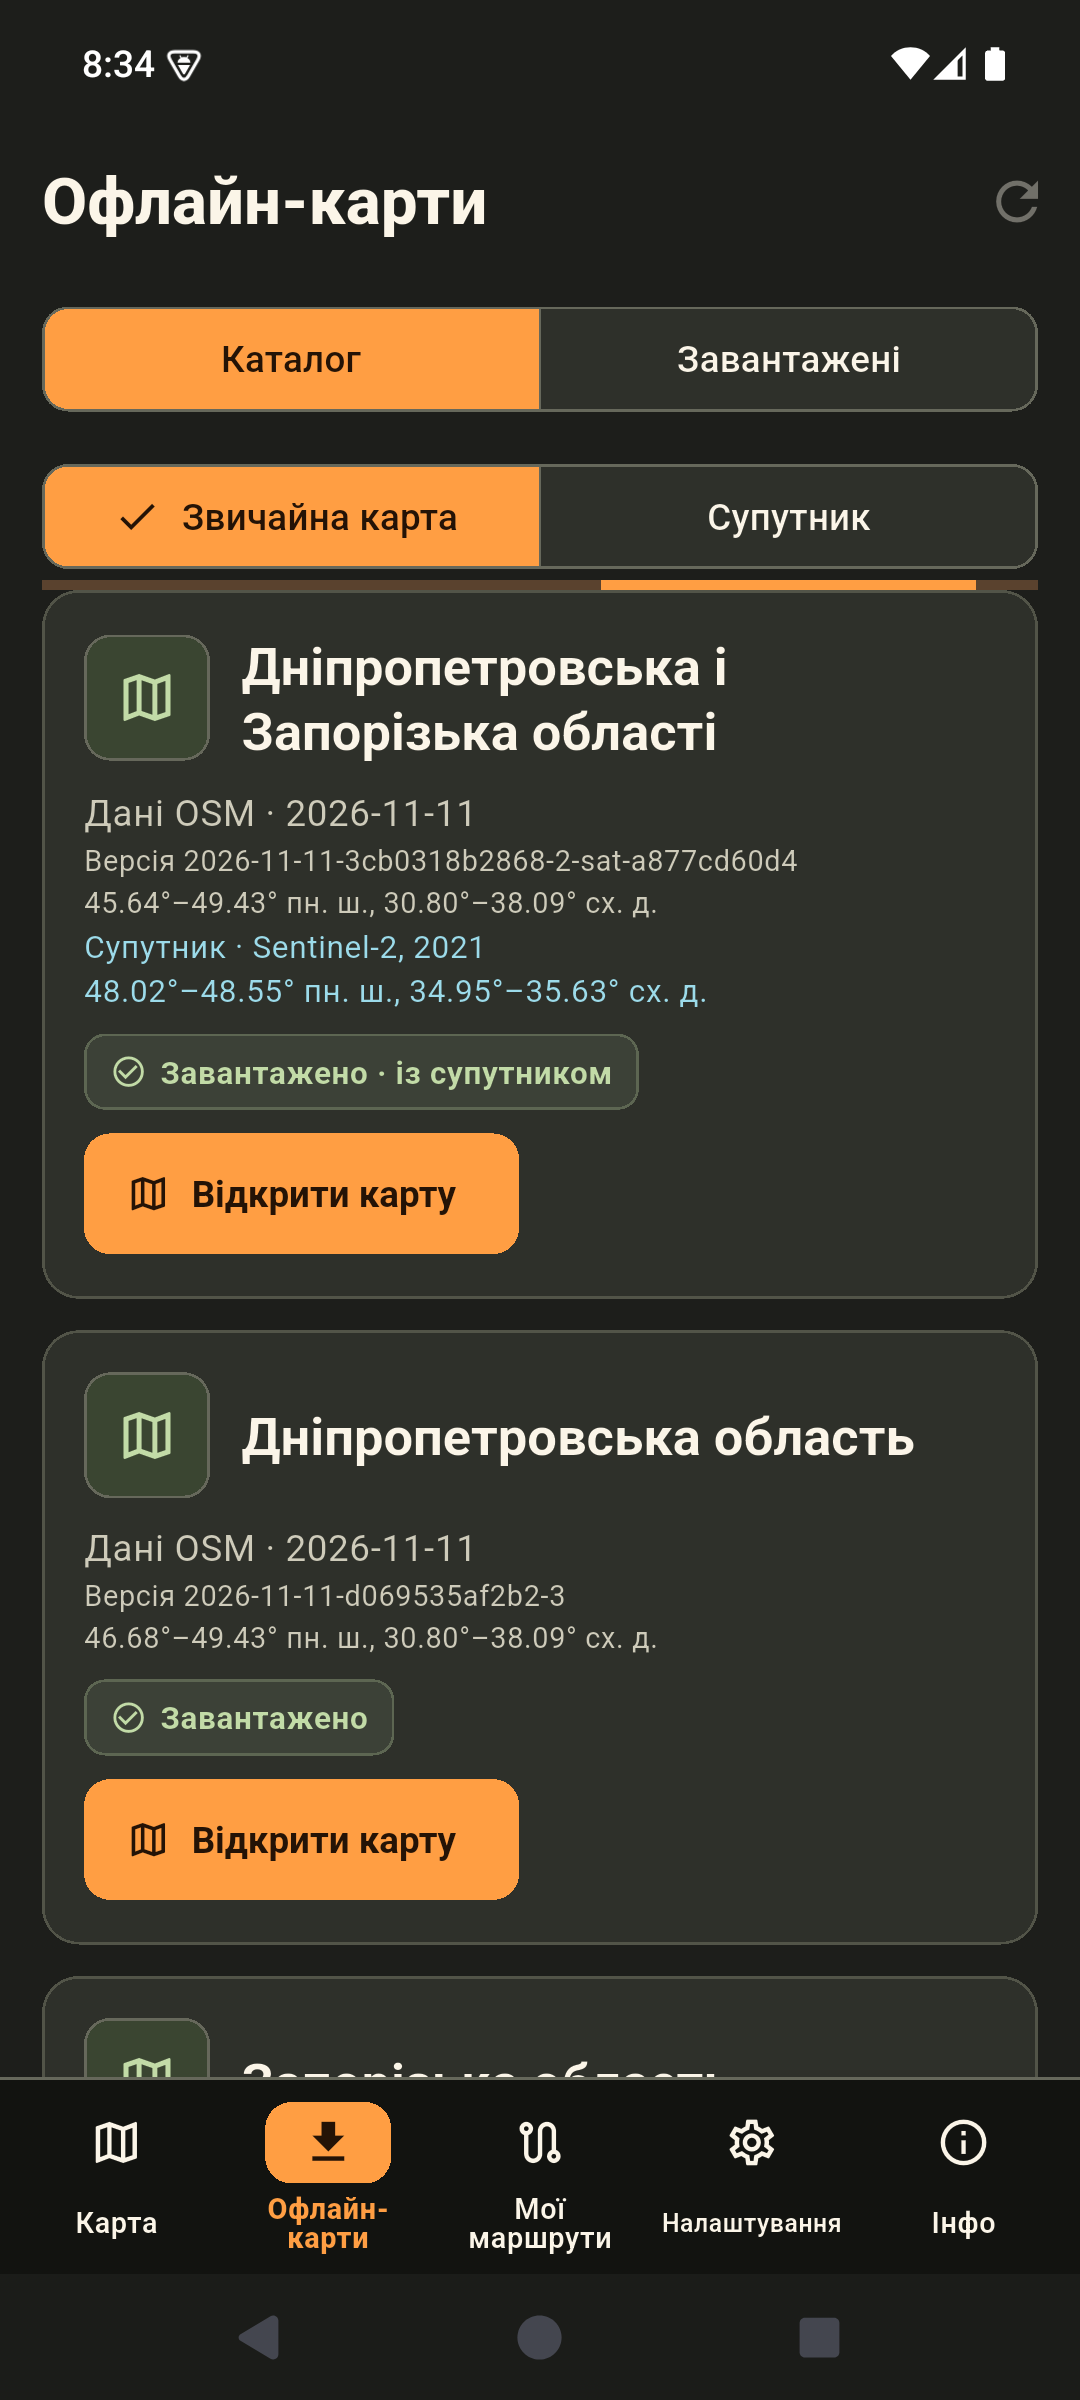 8:34
Офлайн-карти
Каталог
Завантажені
Звичайна карта
Супутник
Дніпропетровська і
Запорізька області
Дані OSM · 2026-11-11
Версія 2026-11-11-3cb0318b2868-2-sat-a877cd60d4
45.64°–49.43° пн. ш., 30.80°–38.09° сх. д.
Супутник · Sentinel-2, 2021
48.02°–48.55° пн. ш., 34.95°–35.63° сх. д.
Завантажено · із супутником
Відкрити карту
Дніпропетровська область
Дані OSM · 2026-11-11
Версія 2026-11-11-d069535af2b2-3
46.68°–49.43° пн. ш., 30.80°–38.09° сх. д.
Завантажено
Відкрити карту
Запорізька область
Карта
Офлайн-
карти
Мої
маршрути
Налаштування
Інфо